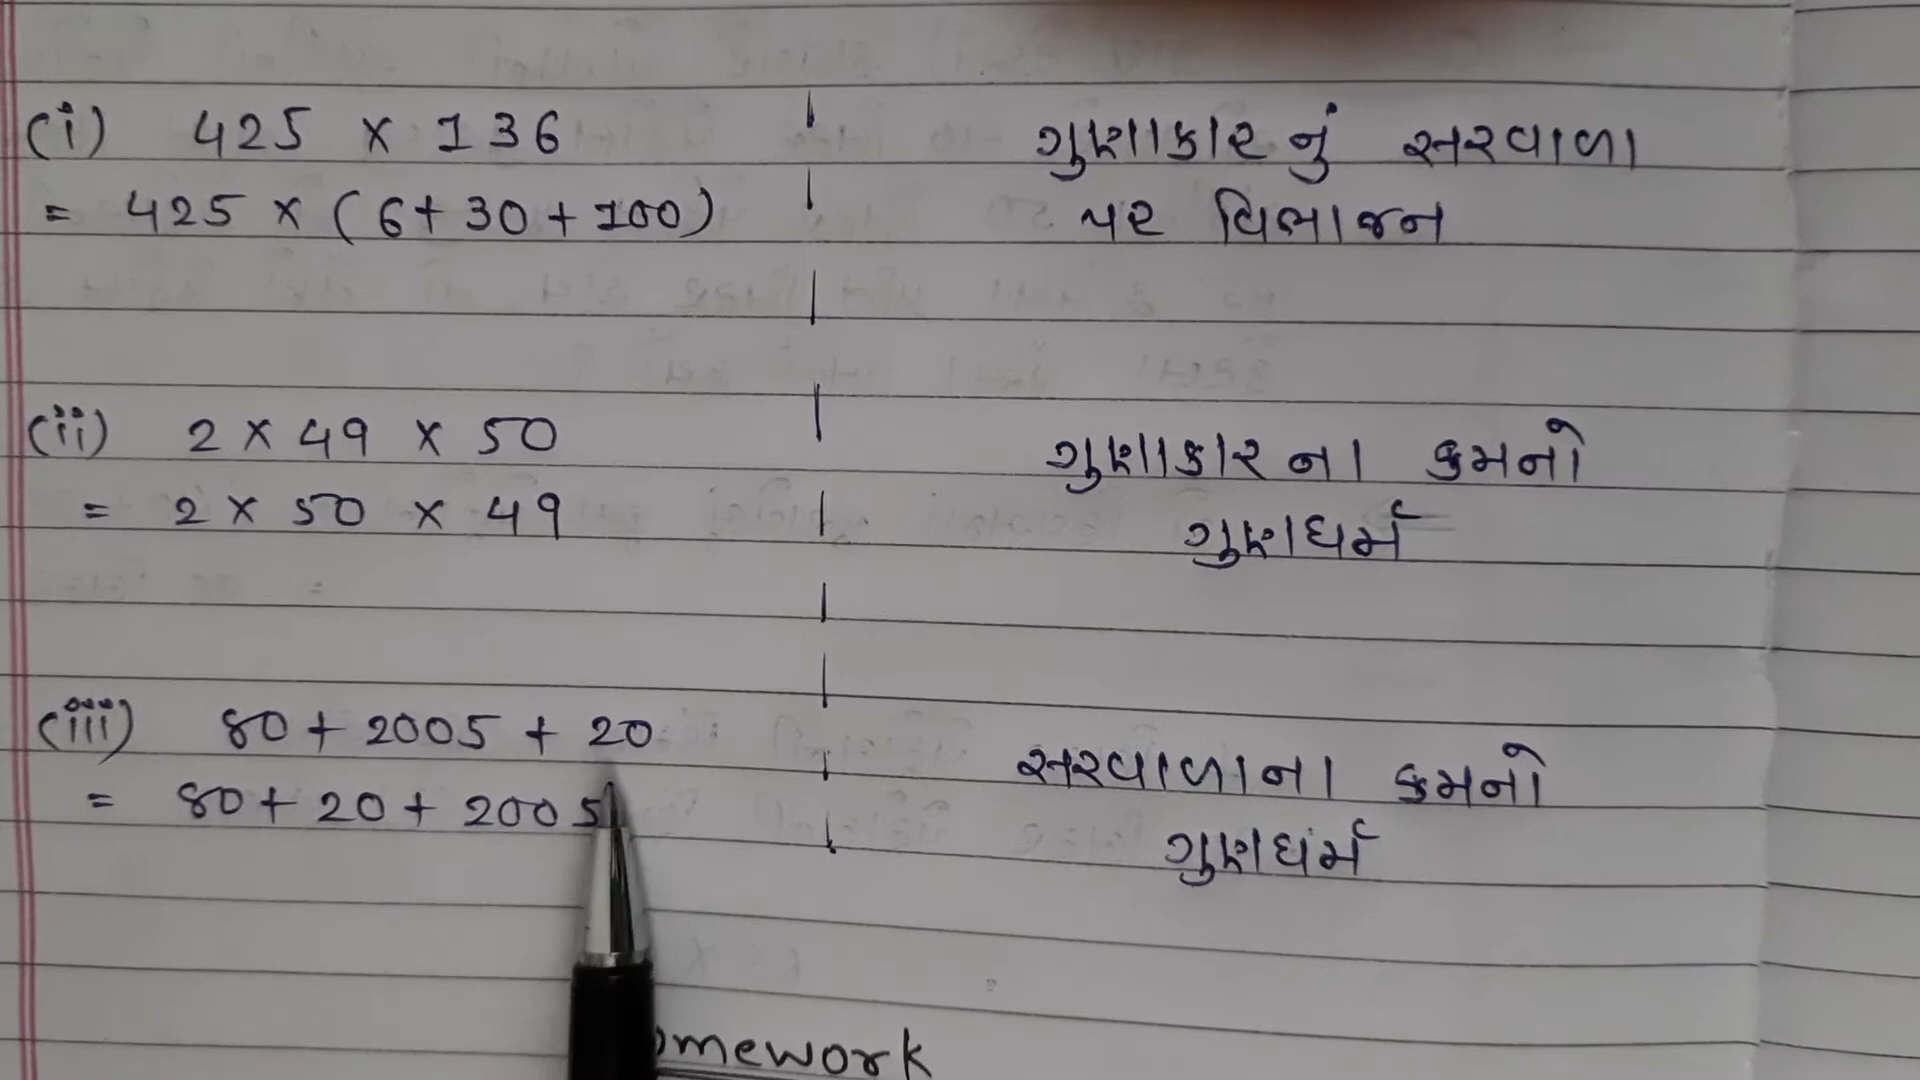 (i) 425 x 136 ગુણાકારનું સરવાળા
= 425 x (6+30+100) પર વિભાજન
(ii) 2 x 49 x 50 ગુણાકારના ક્રમનો
= 2 x 50 x 49 ગુણધર્મ
(iii) 80 + 2005 + 20 સરવાળાના ક્રમનો
= 80 + 20 + 2005 ગુણધર્મ
omework